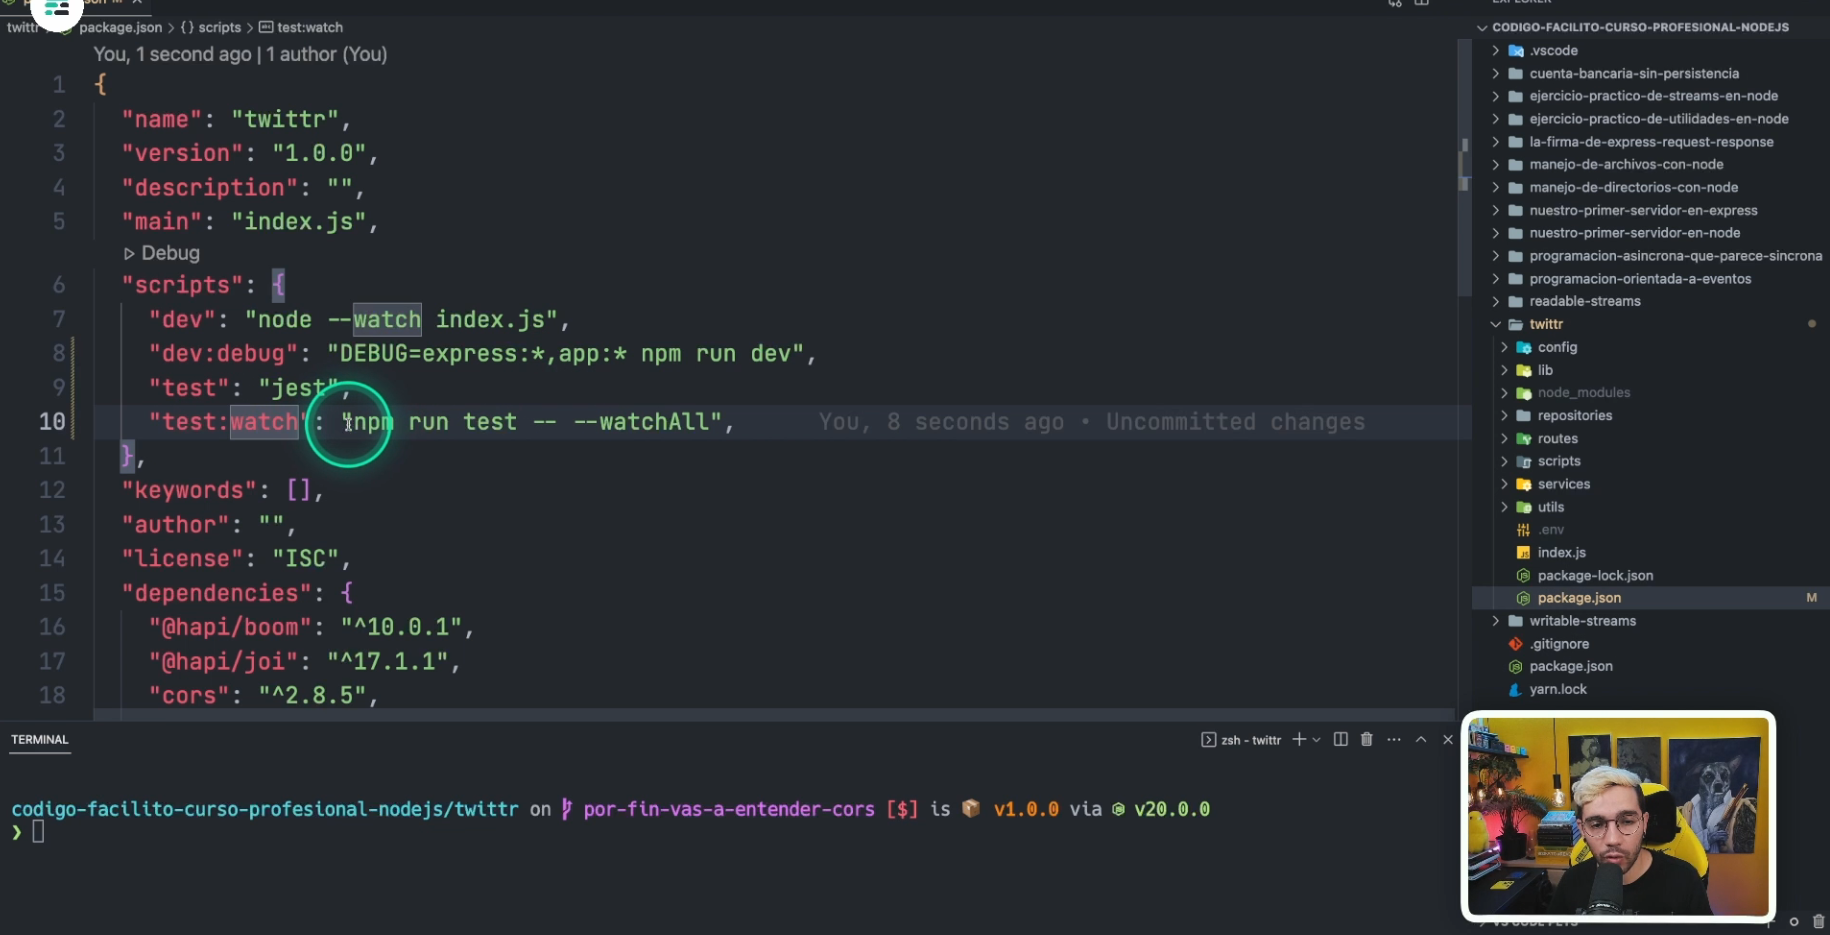 twittr > package.json > {} scripts > test:watch
You, 1 second ago | 1 author (You)
1 {
2 "name": "twittr",
3 "version": "1.0.0",
4 "description": "",
5 "main": "index.js",
Debug
6 "scripts": {
7 "dev": "node --watch index.js",
8 "dev:debug": "DEBUG=express:*,app:* npm run dev",
9 "test": "jest",
10 "test:watch": "npm run test -- --watchAll", You, 8 seconds ago • Uncommitted changes
11 },
12 "keywords": [],
13 "author": "",
14 "license": "ISC",
15 "dependencies": {
16 "@hapi/boom": "^10.0.1",
17 "@hapi/joi": "^17.1.1",
18 "cors": "^2.8.5",
TERMINAL
zsh - twittr
codigo-facilito-curso-profesional-nodejs/twittr on por-fin-vas-a-entender-cors [$] is v1.0.0 via v20.0.0
❯
EXPLORER
CODIGO-FACILITO-CURSO-PROFESIONAL-NODEJS
.vscode
cuenta-bancaria-sin-persistencia
ejercicio-practico-de-streams-en-node
ejercicio-practico-de-utilidades-en-node
la-firma-de-express-request-response
manejo-de-archivos-con-node
manejo-de-directorios-con-node
nuestro-primer-servidor-en-express
nuestro-primer-servidor-en-node
programacion-asincrona-que-parece-sincrona
programacion-orientada-a-eventos
readable-streams
twittr
config
lib
node_modules
repositories
routes
scripts
services
utils
.env
index.js
package-lock.json
package.json M
writable-streams
.gitignore
package.json
yarn.lock